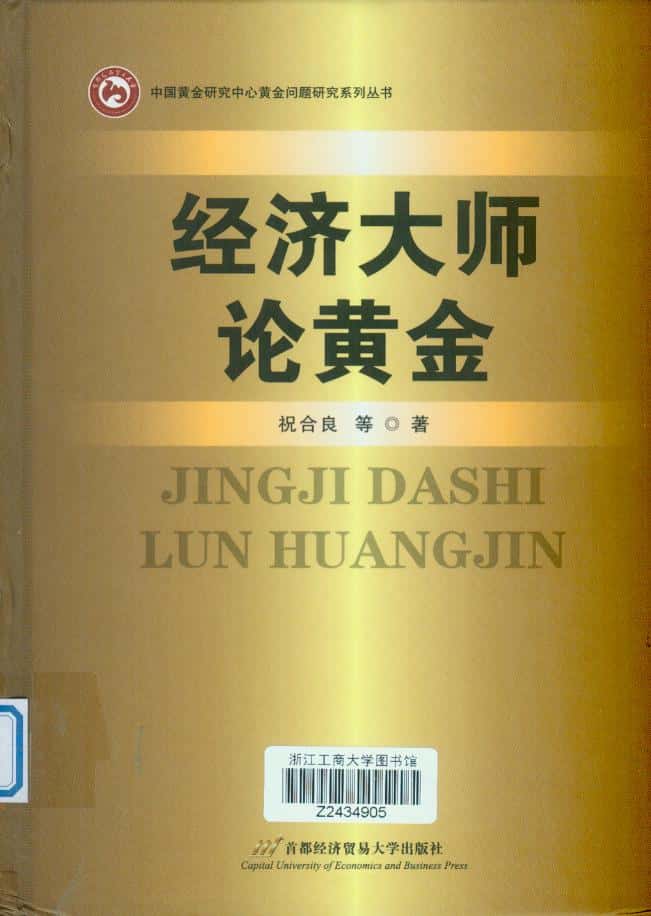 中国黄金研究中心黄金问题研究系列丛书
经济大师
论黄金
祝合良 等◎著
JINGJI DASHI
LUN HUANGJIN
浙江工商大学图书馆
Z2434905
首都经济贸易大学出版社
Capital University of Economics and Business Press